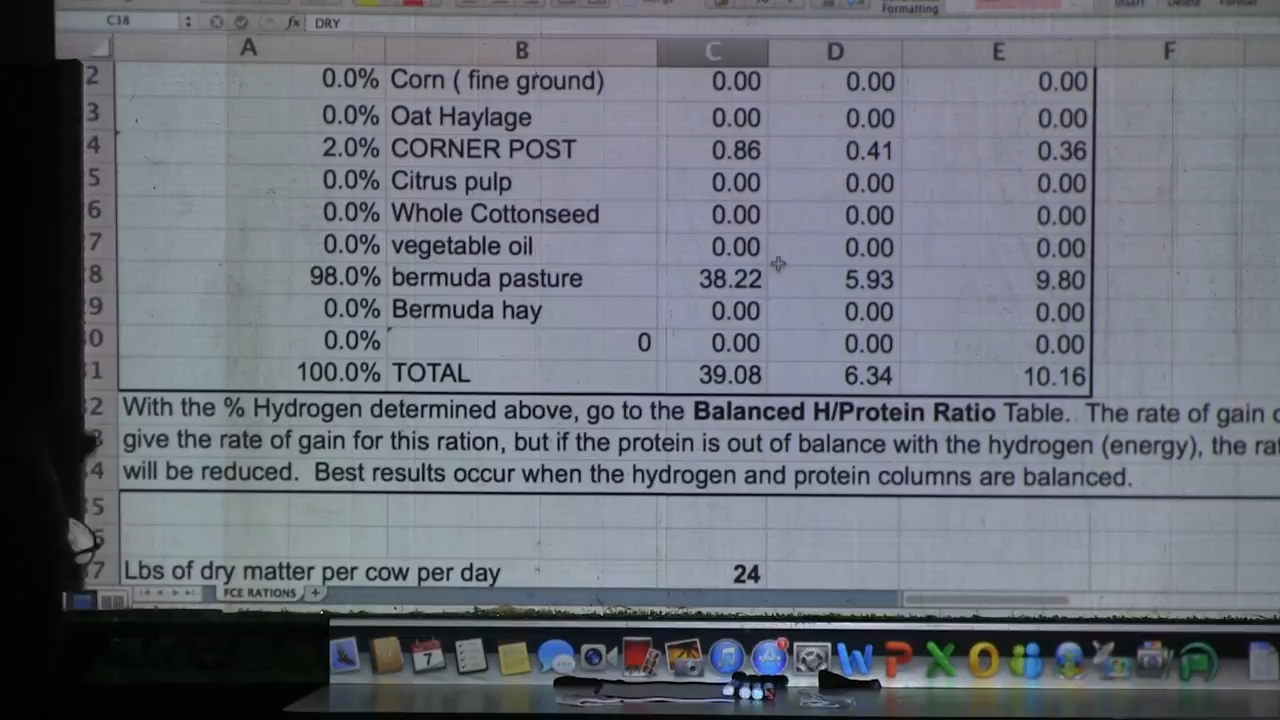 C38 fx DRY
Formatting
A B C D E F
2 0.0% Corn ( fine ground) 0.00 0.00 0.00
3 0.0% Oat Haylage 0.00 0.00 0.00
4 2.0% CORNER POST 0.86 0.41 0.36
5 0.0% Citrus pulp 0.00 0.00 0.00
6 0.0% Whole Cottonseed 0.00 0.00 0.00
7 0.0% vegetable oil 0.00 0.00 0.00
8 98.0% bermuda pasture 38.22 5.93 9.80
9 0.0% Bermuda hay 0.00 0.00 0.00
0 0.0% 0 0.00 0.00 0.00
1 100.0% TOTAL 39.08 6.34 10.16
2 With the % Hydrogen determined above, go to the Balanced H/Protein Ratio Table. The rate of gain
3 give the rate of gain for this ration, but if the protein is out of balance with the hydrogen (energy), the
4 will be reduced. Best results occur when the hydrogen and protein columns are balanced.
5
7 Lbs of dry matter per cow per day 24
FCE RATIONS +
7 W P X O